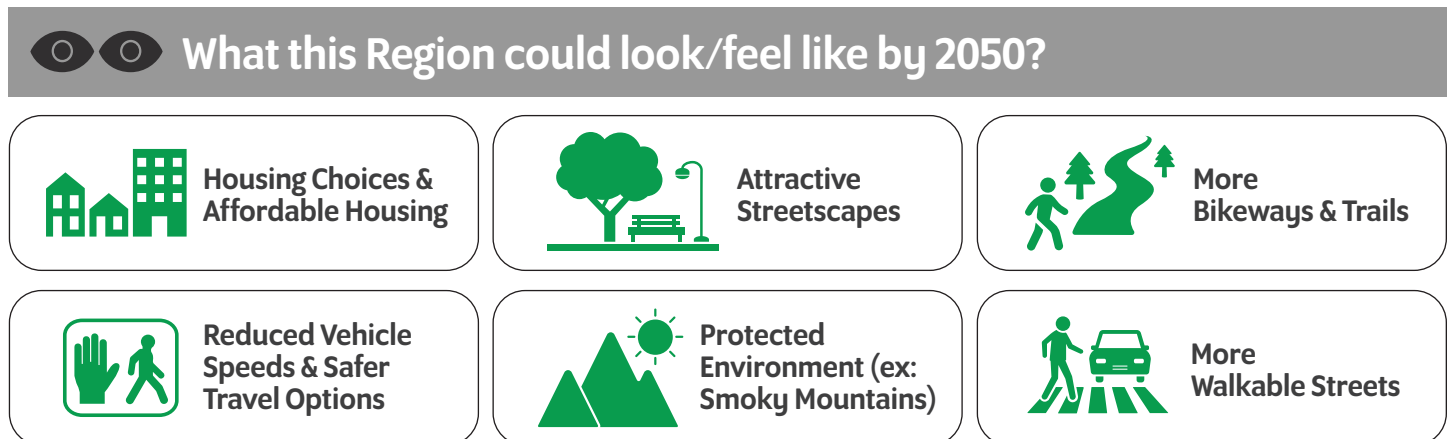 What this Region could look/feel like by 2050?
Housing Choices &
Affordable Housing
Attractive
Streetscapes
More
Bikeways & Trails
Reduced Vehicle
Speeds & Safer
Travel Options
Protected
Environment (ex:
Smoky Mountains)
More
Walkable Streets